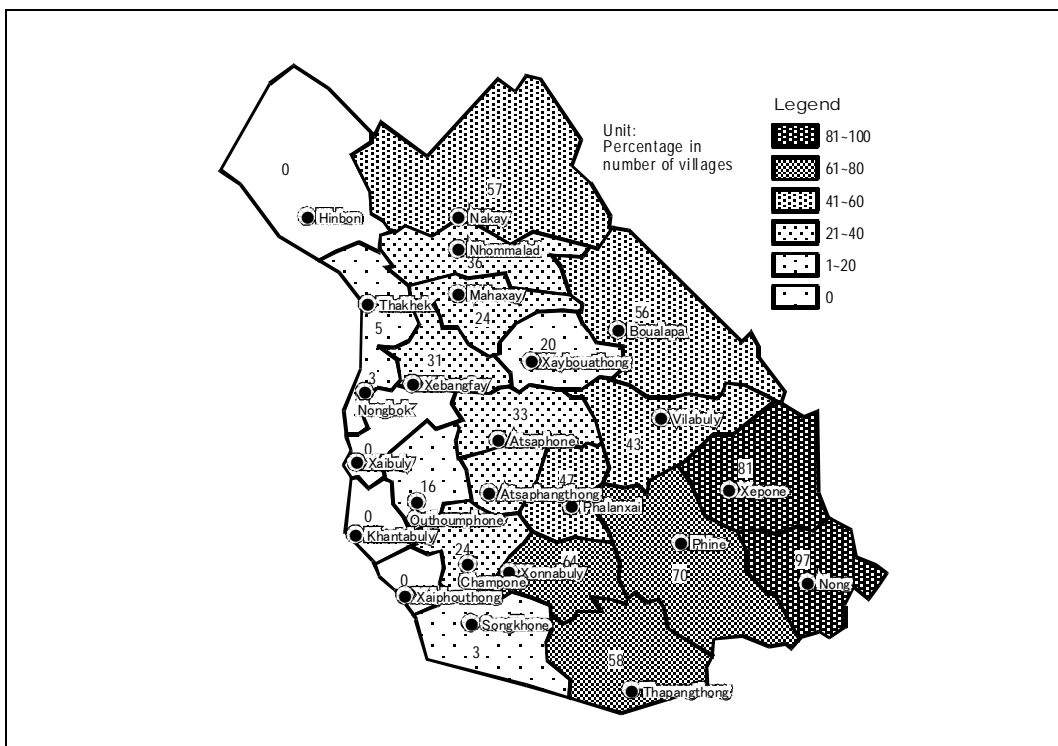 Legend
Unit:
Percentage in
number of villages
81~100
61~80
41~60
21~40
1~20
0
0
Hinbon
57
Nakay
Nhommalad
36
Mahaxay
24
Thakhek
5
56
Boualapa
20
Xaybouathong
31
Xebangfay
3
Nongbok
33
Atsaphone
Vilabuly
43
0
Xaibuly
81
Xepone
47
16
Atsaphangthong
Phalanxai
Outhoumphone
0
Khantabuly
Phine
70
97
Nong
24
Champone
64
Xonnabuly
0
Xaiphouthong
Songkhone
3
58
Thapangthong